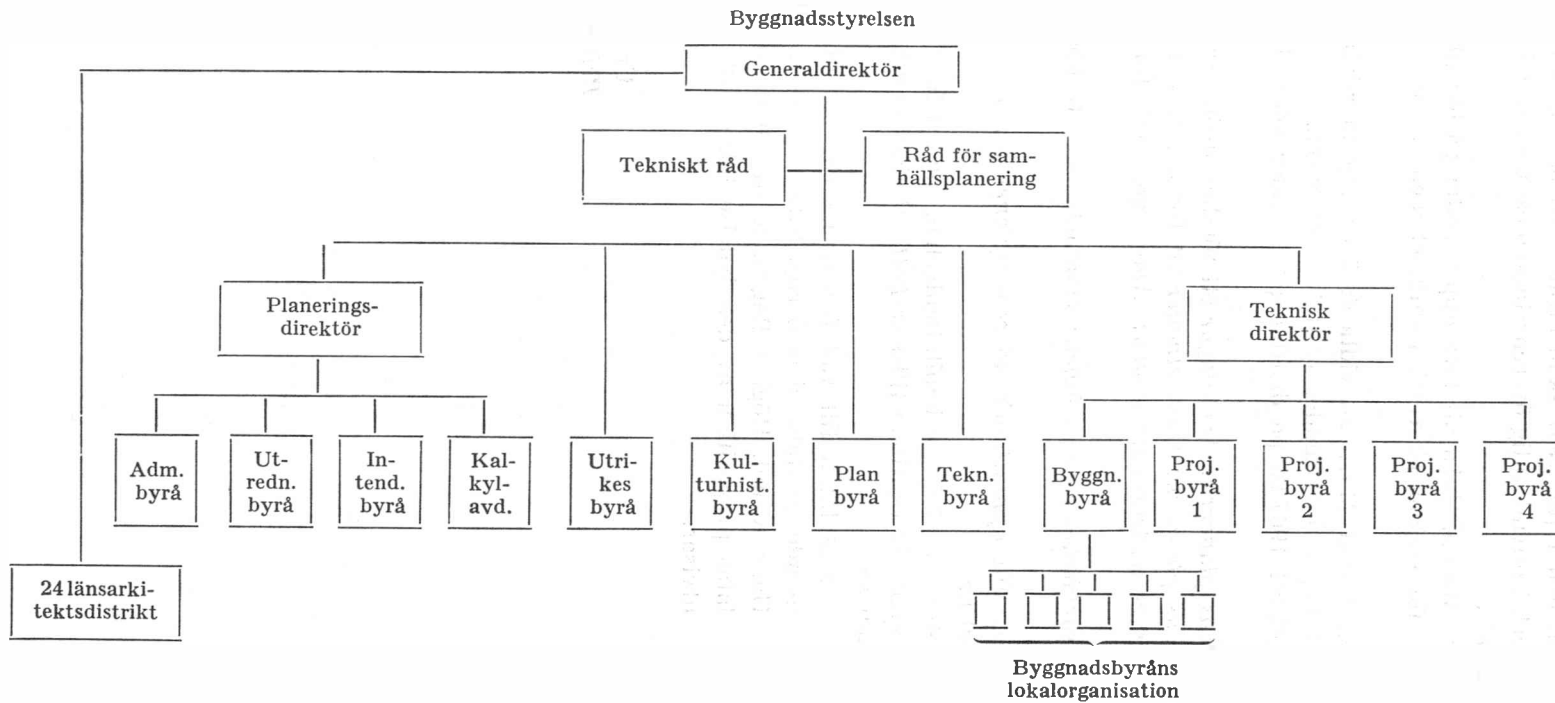 Byggnadsstyrelsen
Generaldirektör
Tekniskt råd
Råd för sam-
hällsplanering
Planerings-
direktör
Teknisk
direktör
Adm.
byrå
Ut-
redn.
byrå
In-
tend.
byrå
Kal-
kyl-
avd.
Utri-
kes
byrå
Kul-
turhist.
byrå
Plan
byrå
Tekn.
byrå
Byggn.
byrå
Proj.
byrå
1
Proj.
byrå
2
Proj.
byrå
3
Proj.
byrå
4
24 länsarki-
tektsdistrikt
Byggnadsbyråns
lokalorganisation